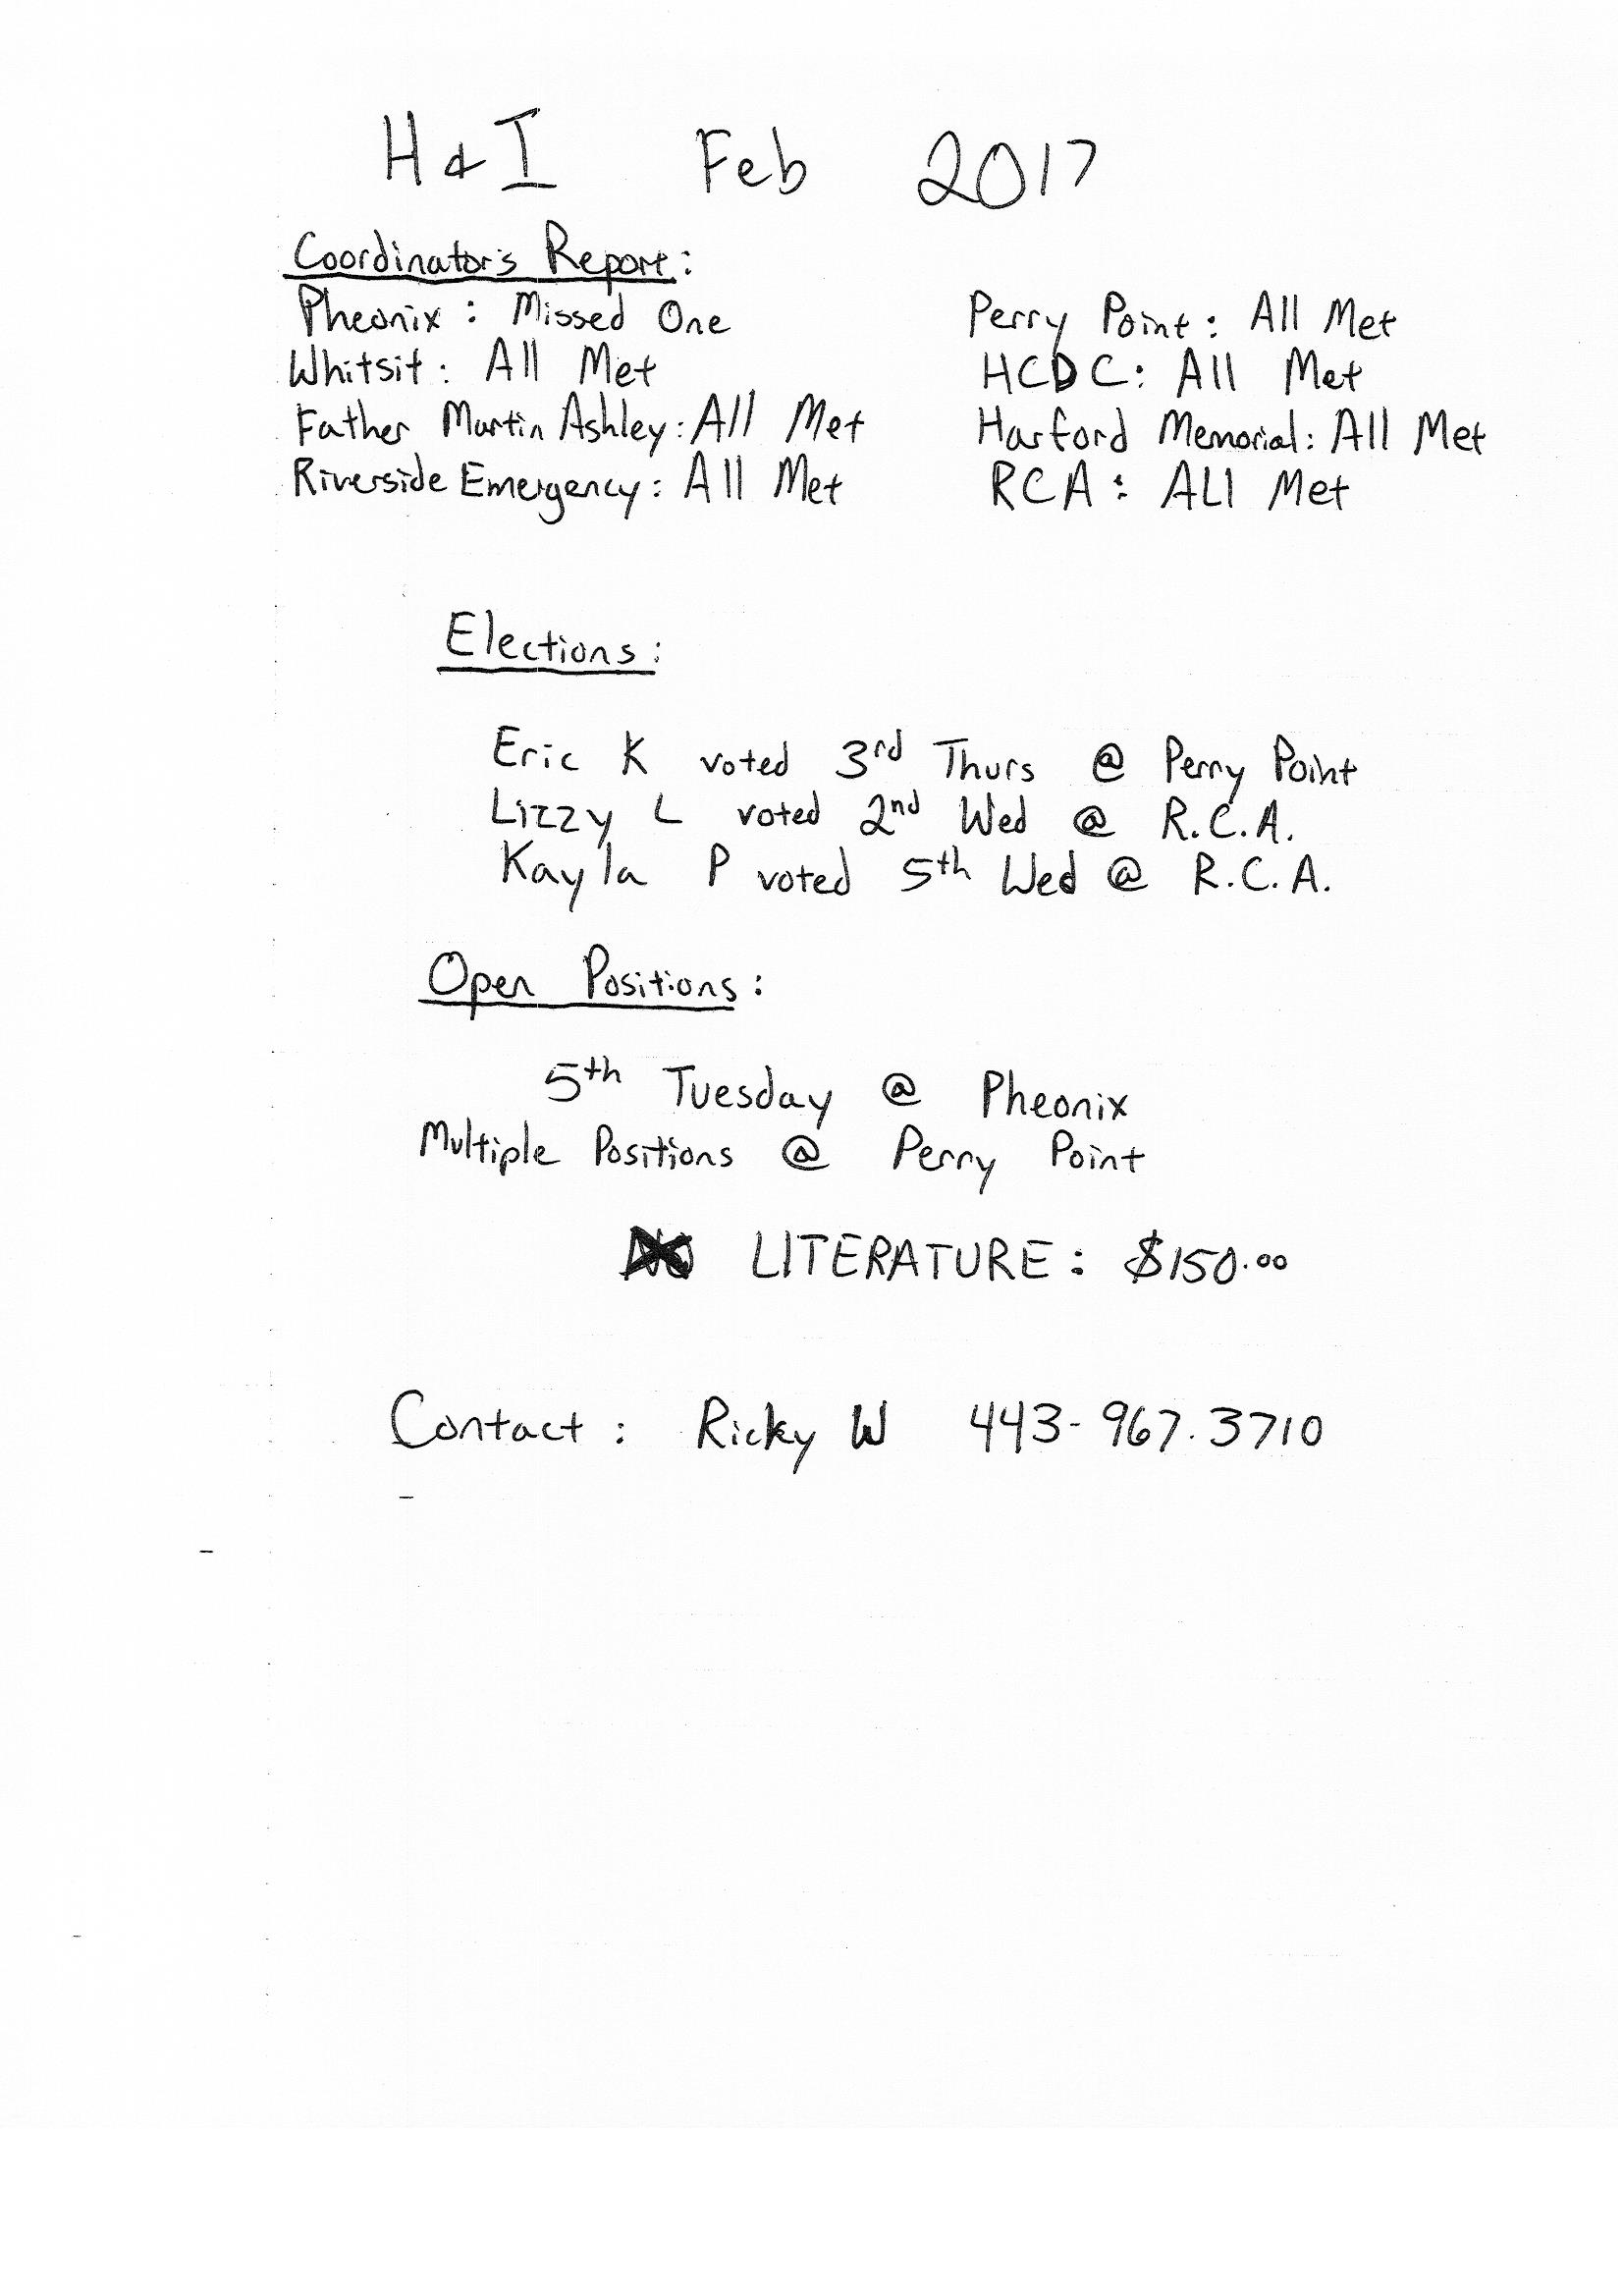 H & I Feb 2017
Coordinator's Report:
Pheonix: Missed One
Whitsit: All Met
Father Martin Ashley: All Met
Riverside Emergency: All Met
Perry Point: All Met
HCDC: All Met
Harford Memorial: All Met
RCA: ALl Met
Elections:
Eric K voted 3rd Thurs @ Perry Point
Lizzy L voted 2nd Wed @ R.C.A.
Kayla P voted 5th Wed @ R.C.A.
Open Positions:
5th Tuesday @ Pheonix
Multiple Positions @ Perry Point
LITERATURE: $150.00
Contact: Ricky W 443-967.3710